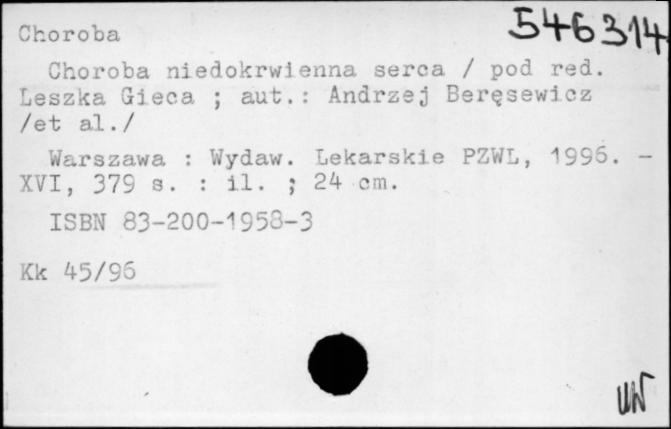 546314
Choroba
Choroba niedokrwienna serca / pod red.
Leszka Gieca ; aut.: Andrzej Beręsewicz
/et al./
Warszawa : Wydaw. Lekarskie PZWL, 1996. -
XVI, 379 s. : il. ; 24 cm.
ISBN 83-200-1958-3
Kk 45/96
UW